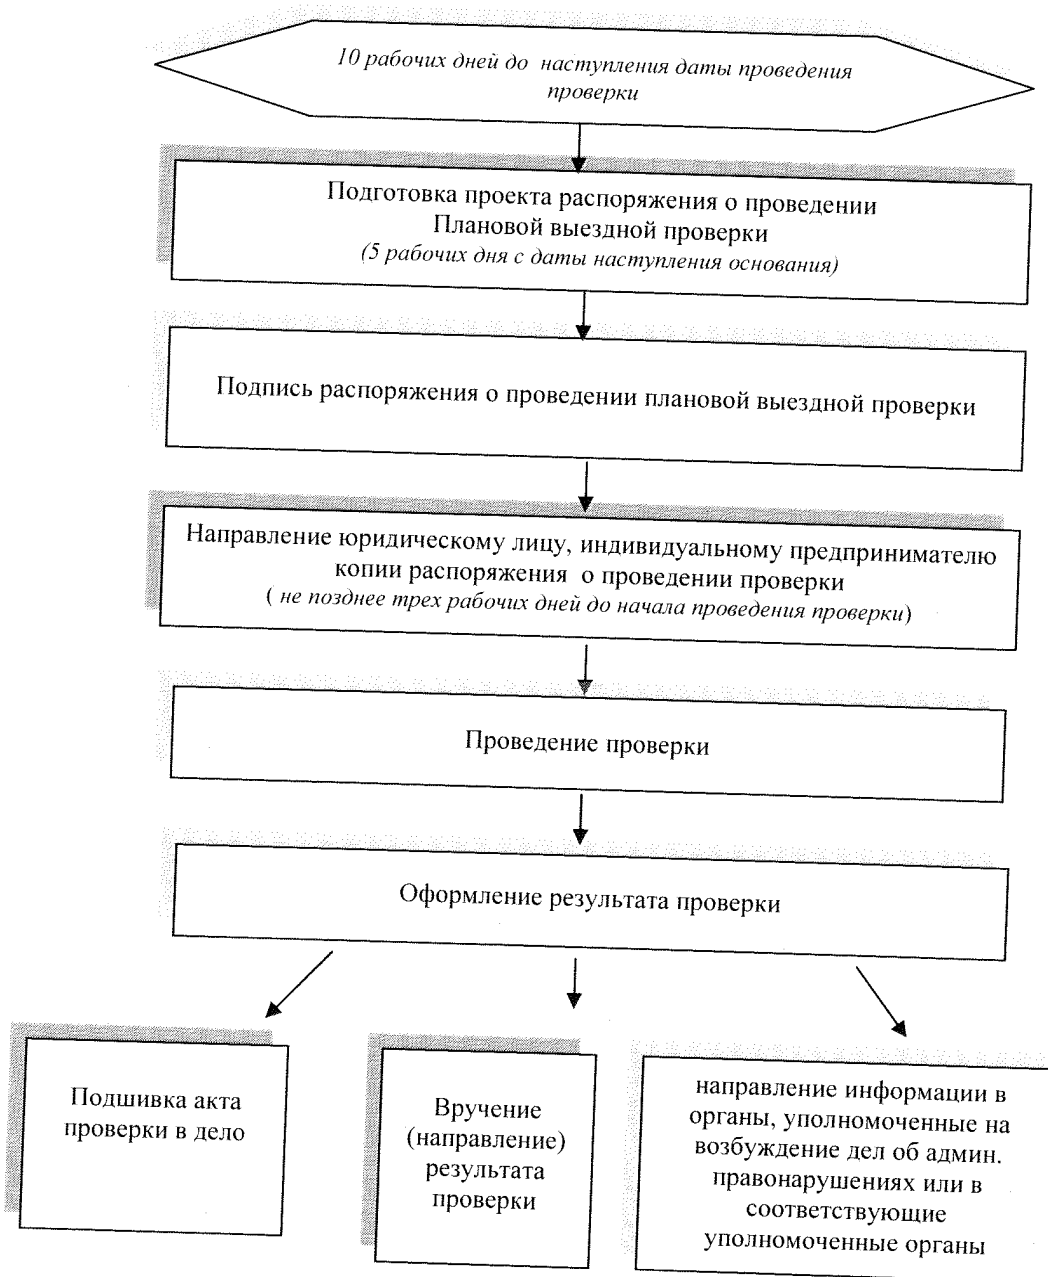 10 рабочих дней до наступления даты проведения
проверки
Подготовка проекта распоряжения о проведении
Плановой выездной проверки
(5 рабочих дня с даты наступления основания)
Подпись распоряжения о проведении плановой выездной проверки
Направление юридическому лицу, индивидуальному предпринимателю
копии распоряжения о проведении проверки
( не позднее трех рабочих дней до начала проведения проверки)
Проведение проверки
Оформление результата проверки
Подшивка акта
проверки в дело
Вручение
(направление)
результата
проверки
направление информации в
органы, уполномоченные на
возбуждение дел об админ.
правонарушениях или в
соответствующие
уполномоченные органы